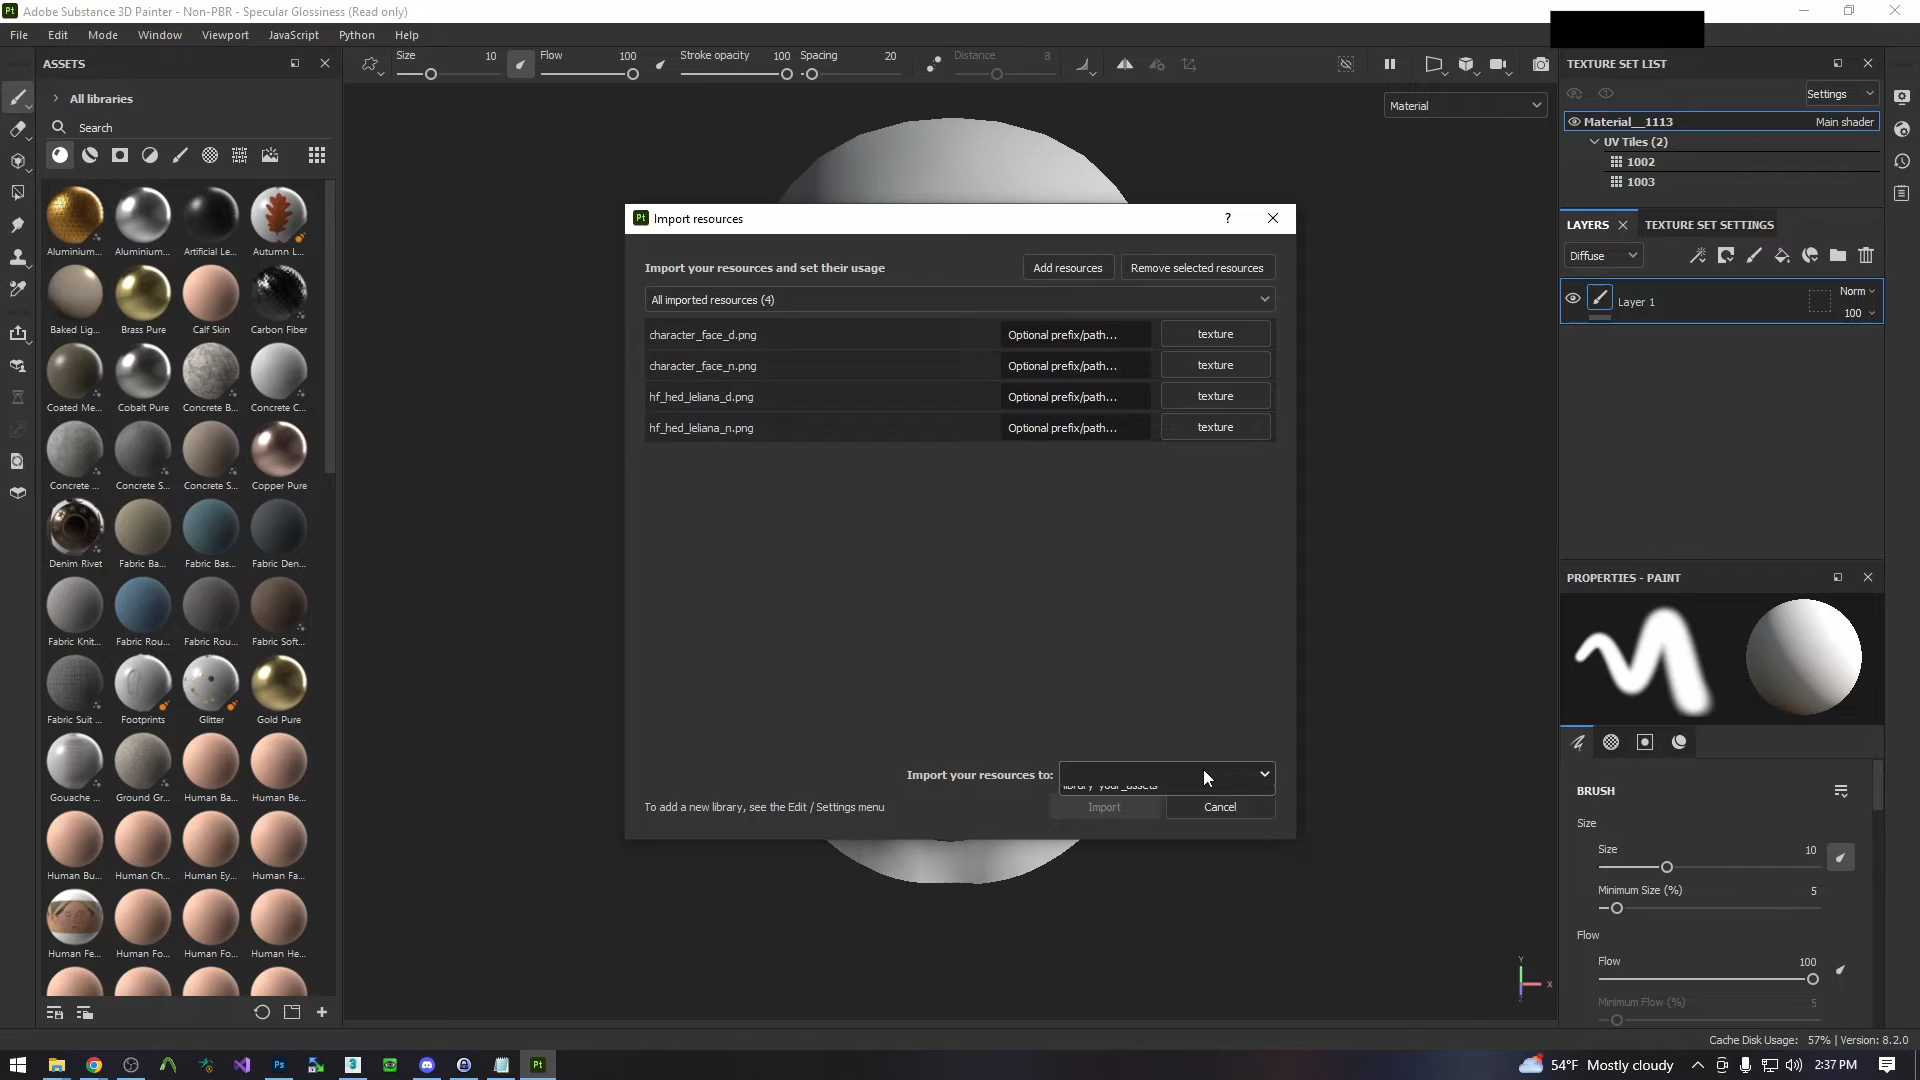 Adobe Substance 3D Painter - Non-PBR - Specular Glossiness (Read only)
File Edit Mode Window Viewport JavaScript Python Help
ASSETS
All libraries
Search
Aluminium... Aluminium... Artificial Le... Autumn L...
Baked Lig... Brass Pure Calf Skin Carbon Fiber
Coated Me... Cobalt Pure Concrete B... Concrete C...
Concrete ... Concrete S... Concrete S... Copper Pure
Denim Rivet Fabric Ba... Fabric Bas... Fabric Den...
Fabric Knit... Fabric Rou... Fabric Rou... Fabric Soft...
Fabric Suit ... Footprints Glitter Gold Pure
Gouache ... Ground Gr... Human Ba... Human Be...
Human Bu... Human Ch... Human Ey... Human Fa...
Human Fe... Human Fo... Human Fo... Human He...
Size 10 Flow 100 Stroke opacity 100 Spacing 20 Distance 8
Material
Import resources
Import your resources and set their usage
Add resources Remove selected resources
All imported resources (4)
character_face_d.png Optional prefix/path... texture
character_face_n.png Optional prefix/path... texture
hf_hed_leliana_d.png Optional prefix/path... texture
hf_hed_leliana_n.png Optional prefix/path... texture
Import your resources to:
library 'your_assets'
To add a new library, see the Edit / Settings menu
Import Cancel
Y
X
TEXTURE SET LIST
Settings
Material__1113 Main shader
UV Tiles (2)
1002
1003
LAYERS TEXTURE SET SETTINGS
Diffuse
Layer 1 Norm
100
PROPERTIES - PAINT
BRUSH
Size
Size 10
Minimum Size (%) 5
Flow
Flow 100
Minimum Flow (%) 5
Cache Disk Usage: 57% | Version: 8.2.0
Ps
Pt
54°F Mostly cloudy
2:37 PM